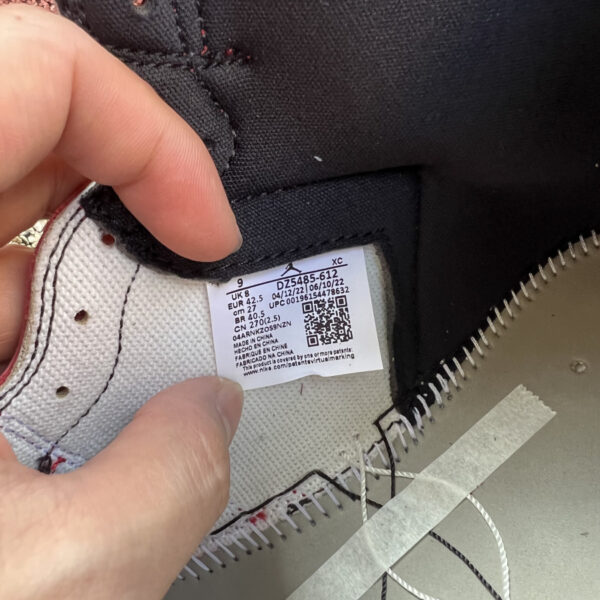 9 XC
UK 8 DZ5485-612
EUR 42.5 04/12/22 | 06/10/22
cm 27 UPC 00196154478632
BR 40.5
CN 270(2.5)
04ARNKZO59NZN
MADE IN CHINA
HECHO EN CHINA
FABRIQUE EN CHINE
FABRICADO NA CHINA
This product is covered by one or more patents:
www.nike.com/patentsvirtualmarking